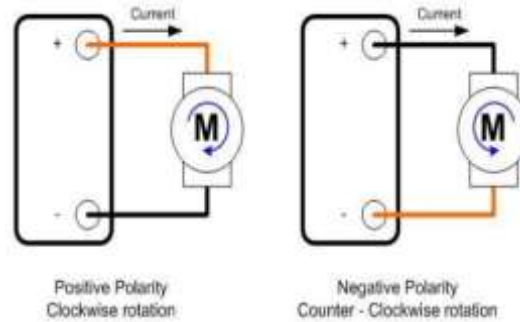 Current
+
M
-
Positive Polarity
Clockwise rotation
Current
+
M
-
Negative Polarity
Counter - Clockwise rotation